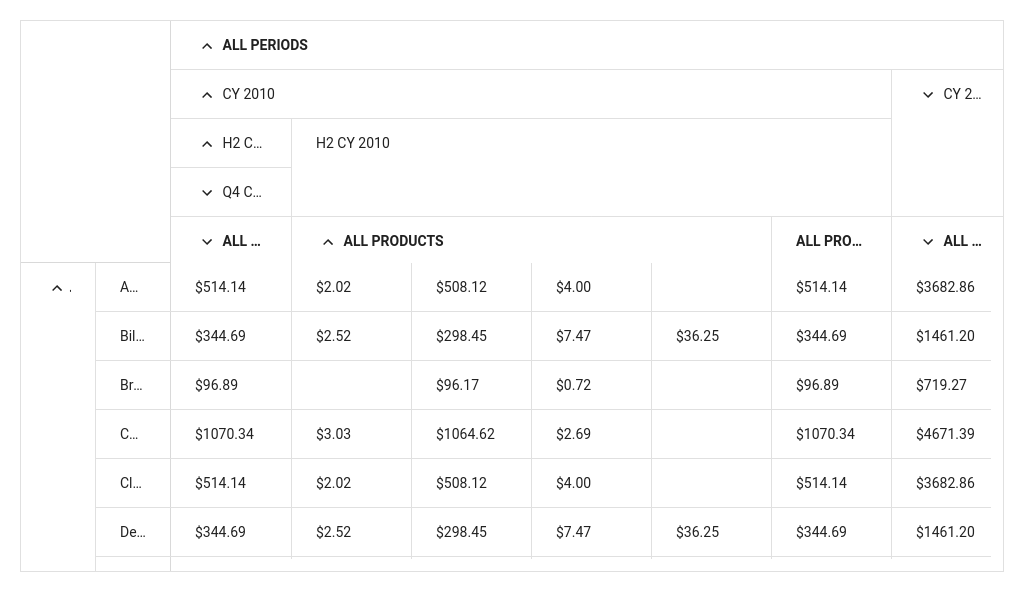 ALL PERIODS
CY 2010
CY 2...
H2 C...
H2 CY 2010
Q4 C...
ALL ...
ALL PRODUCTS
ALL PRO...
ALL ...
.
A... $514.14 $2.02 $508.12 $4.00 $514.14 $3682.86
Bil... $344.69 $2.52 $298.45 $7.47 $36.25 $344.69 $1461.20
Br... $96.89 $96.17 $0.72 $96.89 $719.27
C... $1070.34 $3.03 $1064.62 $2.69 $1070.34 $4671.39
Cl... $514.14 $2.02 $508.12 $4.00 $514.14 $3682.86
De... $344.69 $2.52 $298.45 $7.47 $36.25 $344.69 $1461.20